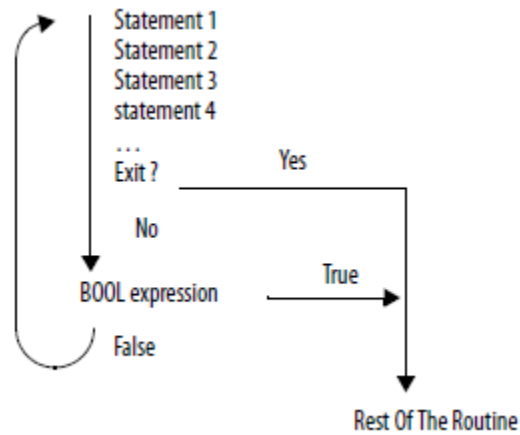 Statement 1
Statement 2
Statement 3
statement 4
...
Exit ?
Yes
No
BOOL expression
True
False
Rest Of The Routine